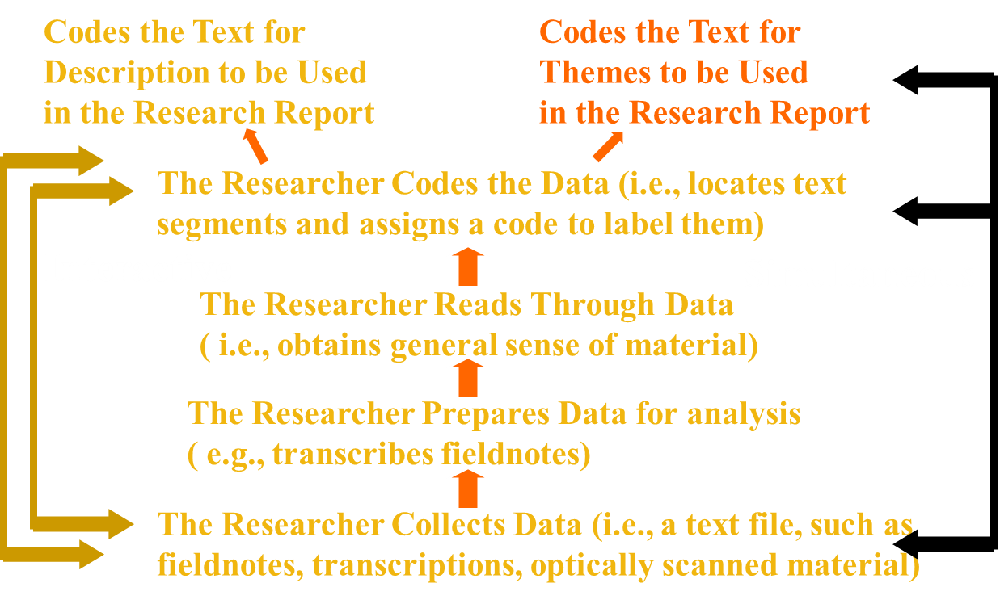 Codes the Text for
Description to be Used
in the Research Report
Codes the Text for
Themes to be Used
in the Research Report
The Researcher Codes the Data (i.e., locates text
segments and assigns a code to label them)
The Researcher Reads Through Data
( i.e., obtains general sense of material)
The Researcher Prepares Data for analysis
( e.g., transcribes fieldnotes)
The Researcher Collects Data (i.e., a text file, such as
fieldnotes, transcriptions, optically scanned material)